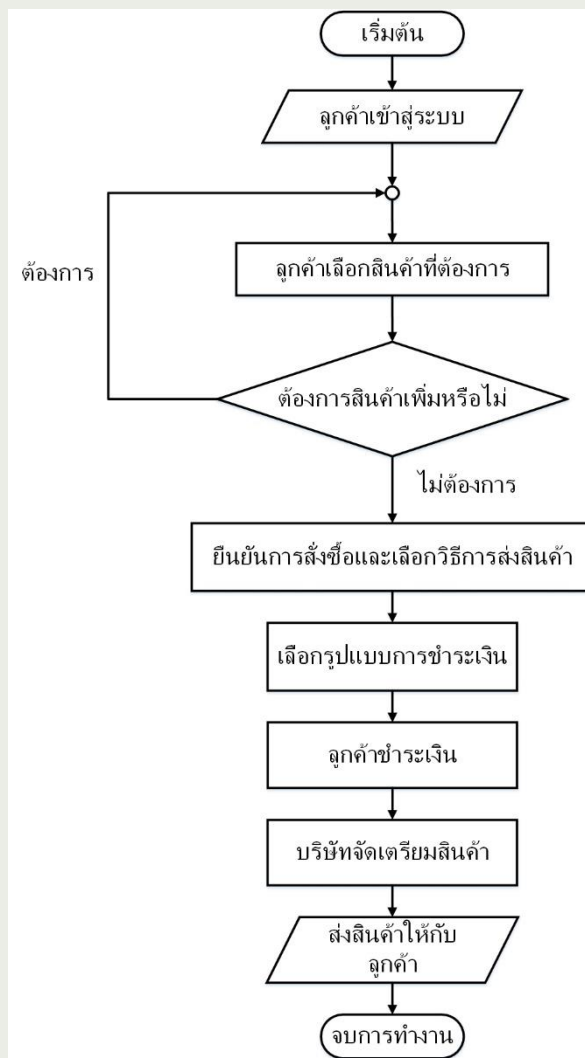 เริ่มต้น
ลูกค้าเข้าสู่ระบบ
ต้องการ
ลูกค้าเลือกสินค้าที่ต้องการ
ต้องการสินค้าเพิ่มหรือไม่
ไม่ต้องการ
ยืนยันการสั่งซื้อและเลือกวิธีการส่งสินค้า
เลือกรูปแบบการชำระเงิน
ลูกค้าชำระเงิน
บริษัทจัดเตรียมสินค้า
ส่งสินค้าให้กับ
ลูกค้า
จบการทำงาน